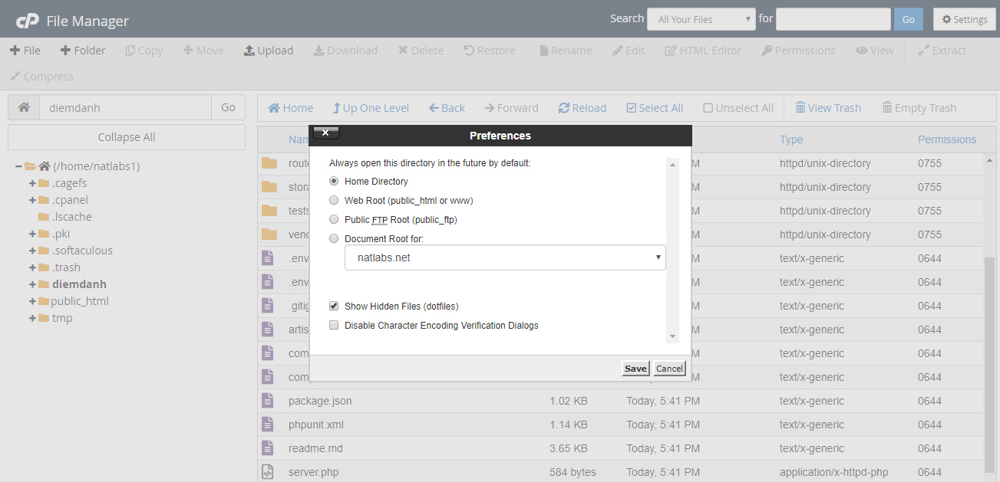 cP File Manager
Search All Your Files for Go Settings
File Folder Copy Move Upload Download Delete Restore Rename Edit HTML Editor Permissions View Extract
Compress
diemdanh Go
Home Up One Level Back Forward Reload Select All Unselect All View Trash Empty Trash
Collapse All
(/home/natlabs1)
.cagefs
.cpanel
.lscache
.pki
.softaculous
.trash
diemdanh
public_html
tmp
Preferences
Always open this directory in the future by default:
Home Directory
Web Root (public_html or www)
Public FTP Root (public_ftp)
Document Root for:
natlabs.net
Show Hidden Files (dotfiles)
Disable Character Encoding Verification Dialogs
Save Cancel
Type Permissions
M httpd/unix-directory 0755
M httpd/unix-directory 0755
tests M httpd/unix-directory 0755
M httpd/unix-directory 0755
.env M text/x-generic 0644
.env M text/x-generic 0644
M text/x-generic 0644
M text/x-generic 0644
M text/x-generic 0644
M text/x-generic 0644
package.json 1.02 KB Today, 5:41 PM text/x-generic 0644
phpunit.xml 1.14 KB Today, 5:41 PM text/x-generic 0644
readme.md 3.65 KB Today, 5:41 PM text/x-generic 0644
server.php 584 bytes Today, 5:41 PM application/x-httpd-php 0644